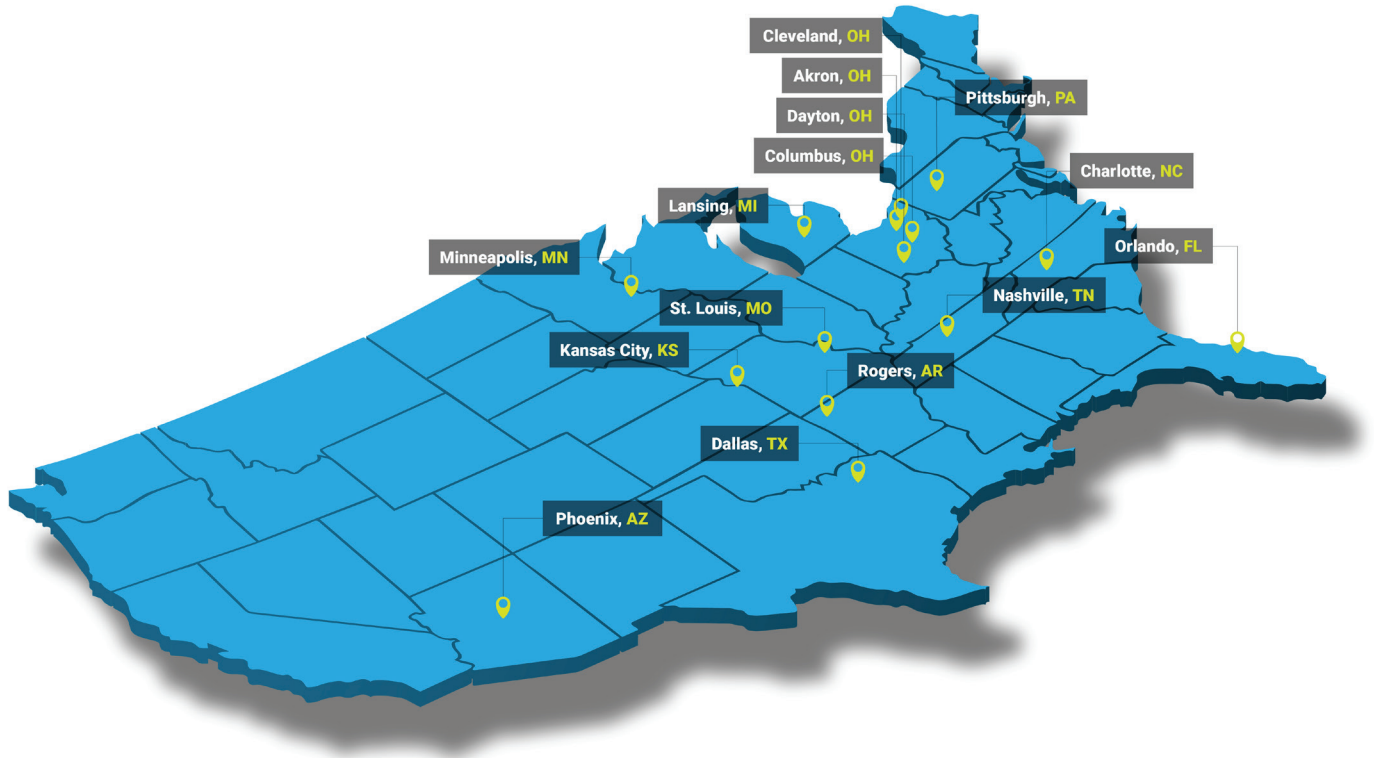 Cleveland, OH
Akron, OH
Pittsburgh, PA
Dayton, OH
Columbus, OH
Charlotte, NC
Lansing, MI
Orlando, FL
Minneapolis, MN
Nashville, TN
St. Louis, MO
Kansas City, KS
Rogers, AR
Dallas, TX
Phoenix, AZ